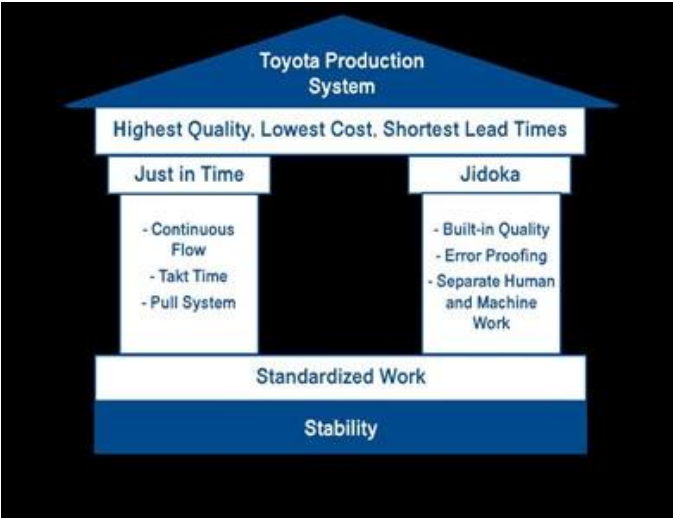 Toyota Production
System
Highest Quality, Lowest Cost, Shortest Lead Times
Just in Time
- Continuous
Flow
- Takt Time
- Pull System
Jidoka
- Built-in Quality
- Error Proofing
- Separate Human
and Machine
Work
Standardized Work
Stability